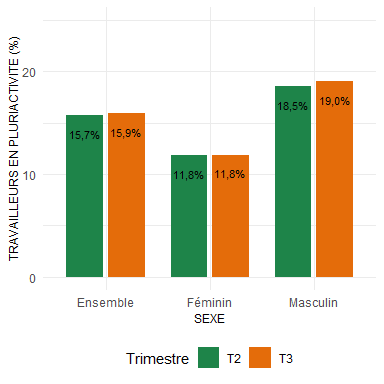 TRAVAILLEURS EN PLURIACTIVITE (%)
20
10
0
15,7%
15,9%
11,8%
11,8%
18,5%
19,0%
Ensemble
Féminin
Masculin
SEXE
Trimestre T2 T3